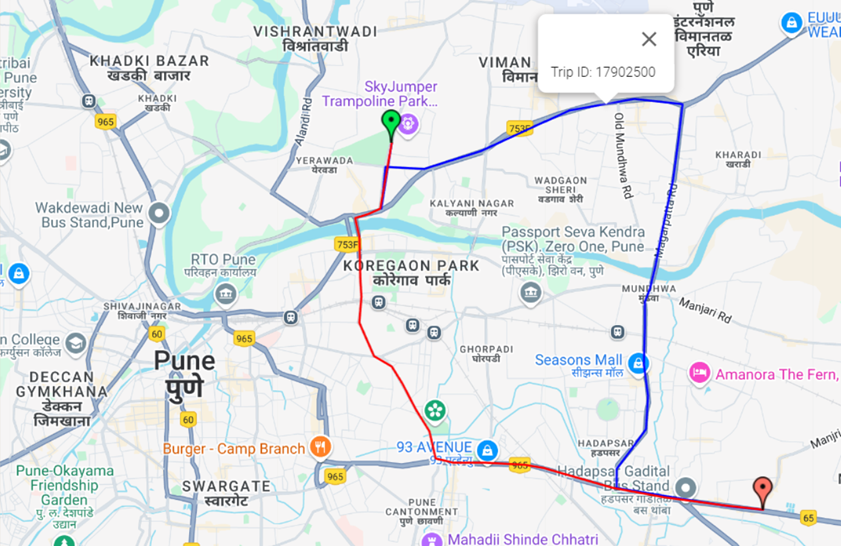 पुणे
इंटरनॅशनल
विमानतळ
एरिया
EUUU
WEA
VISHRANTWADI
विश्रांतवाडी
KHADKI BAZAR
खडकी बाजार
VIMAN
विमान
Trip ID: 17902500
SkyJumper
Trampoline Park...
tribai
ersity
KHADKI
खडकी
965
Alandi Rd
753F
Old Mundhwa Rd
YERAWADA
येरवडा
KHARADI
खराडी
WADGAON
SHERI
वडगाव शेरी
KALYANI NAGAR
कल्याणी नगर
Magarpatta Rd
Wakdewadi New
Bus Stand,Pune
753F
Passport Seva Kendra
(PSK). Zero One, Pune
पासपोर्ट सेवा केंद्र
(पीएसके), झिरो वन, पुणे
RTO Pune
परिवहन कार्यालय
KOREGAON PARK
कोरेगाव पार्क
MUNDHWA
मुंढवा
Manjari Rd
SHIVAJINAGAR
शिवाजी नगर
60
965
n College
कॉलेज
GHORPADI
घोरपडी
Pune
पुणे
Seasons Mall
सीझन्स मॉल
Amanora The Fern,
DECCAN
GYMKHANA
डेक्कन
जिमखाना
60
Burger - Camp Branch
93 AVENUE
HADAPSAR
हडपसर
Manjri
965
965
Hadapsar Gadital
Bus Stand
हडपसर गाडीतळ
बस थांबा
Pune-Okayama
Friendship
Garden
पु. ल. देशपांडे
उद्यान
SWARGATE
स्वारगेट
PUNE
CANTONMENT
पुणे छावणी
65
Mahadji Shinde Chhatri